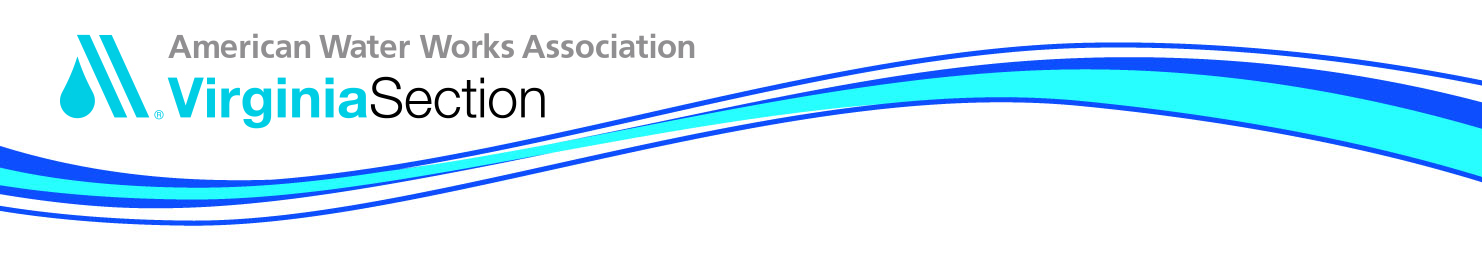 American Water Works Association
®
VirginiaSection